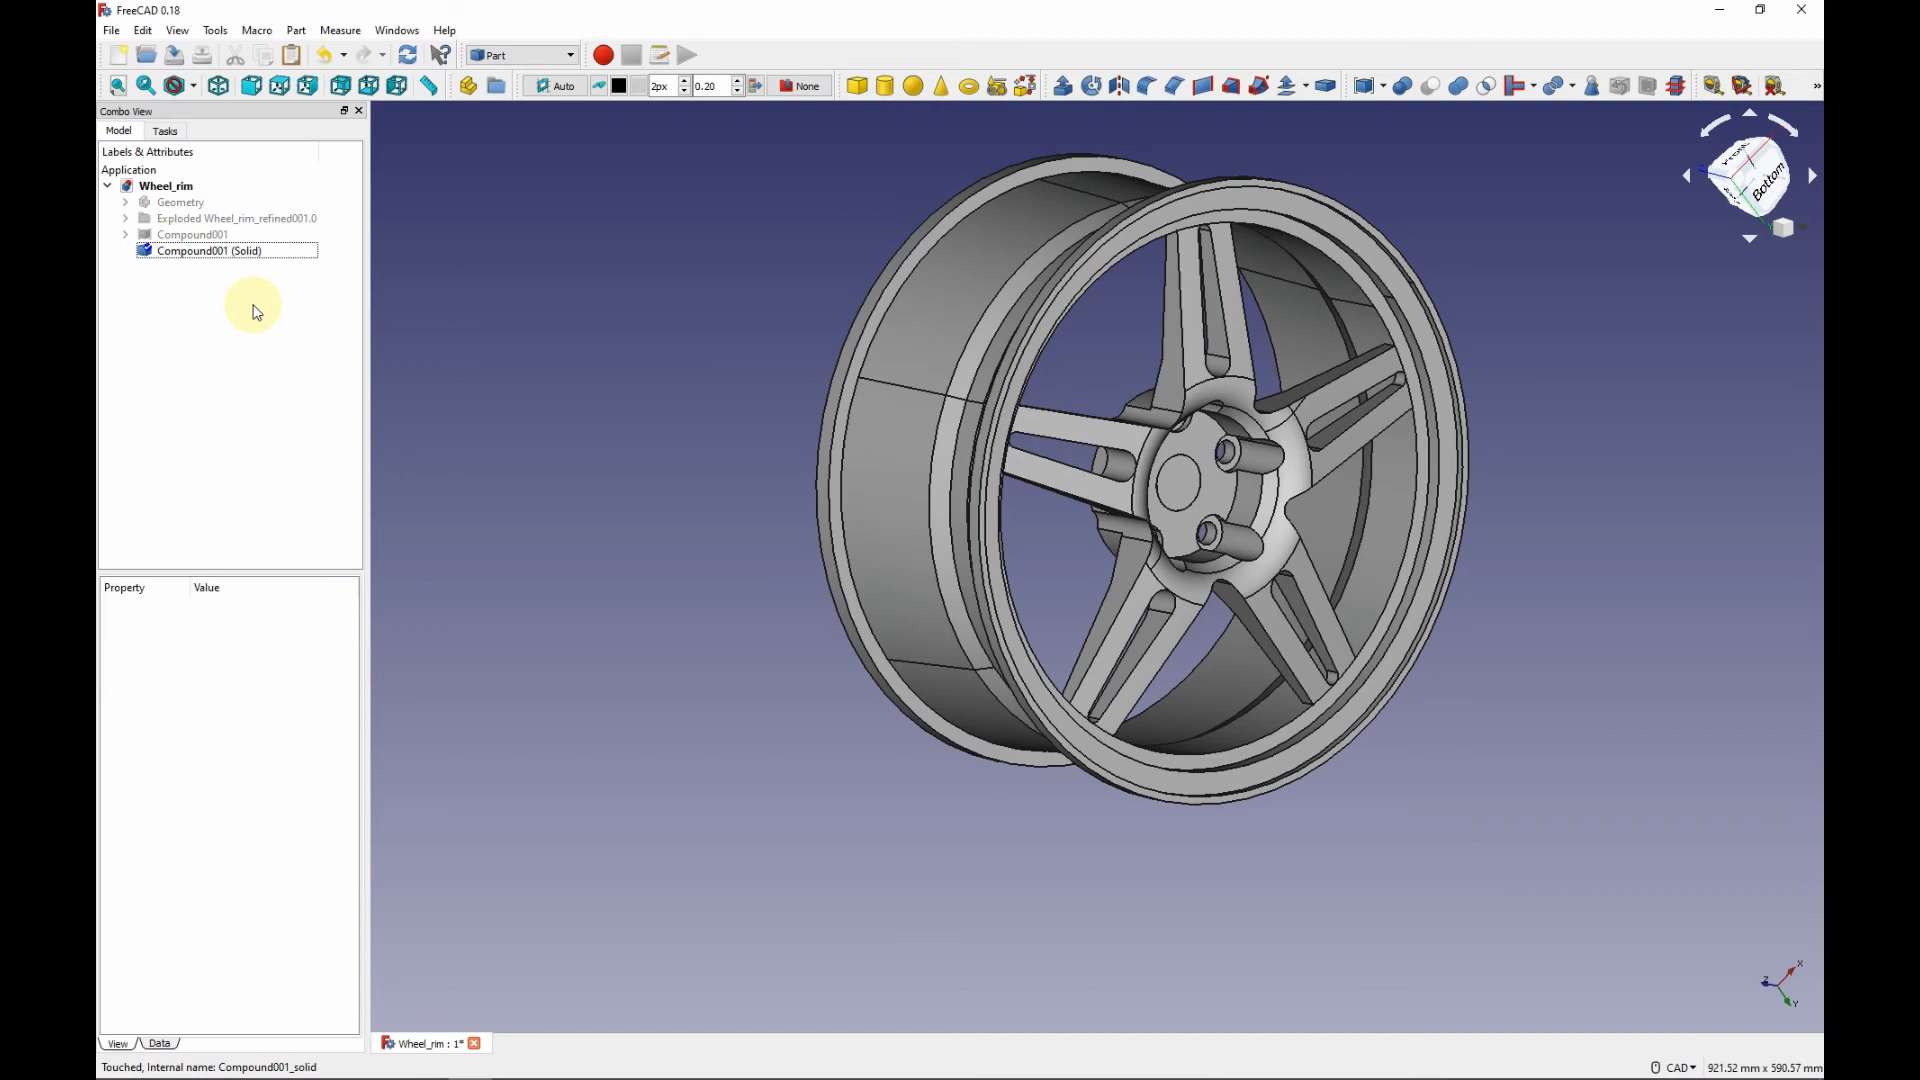 FreeCAD 0.18
File Edit View Tools Macro Part Measure Windows Help
Part
Auto 2px 0.20 None »
Combo View
Model Tasks
Labels & Attributes
Application
Wheel_rim
Geometry
Exploded Wheel_rim_refined001.0
Compound001
Compound001 (Solid)
Front
Bottom
Property Value
View Data
X
Z
Y
Wheel_rim : 1*
Touched, Internal name: Compound001_solid
CAD 921.52 mm x 590.57 mm